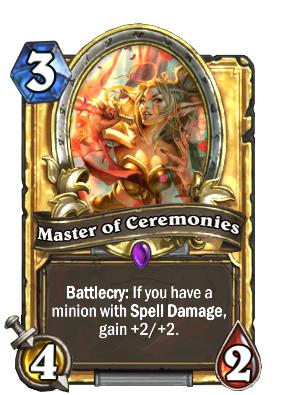 3
Master of Ceremonies
Battlecry: If you have a
minion with Spell Damage,
gain +2/+2.
4
2